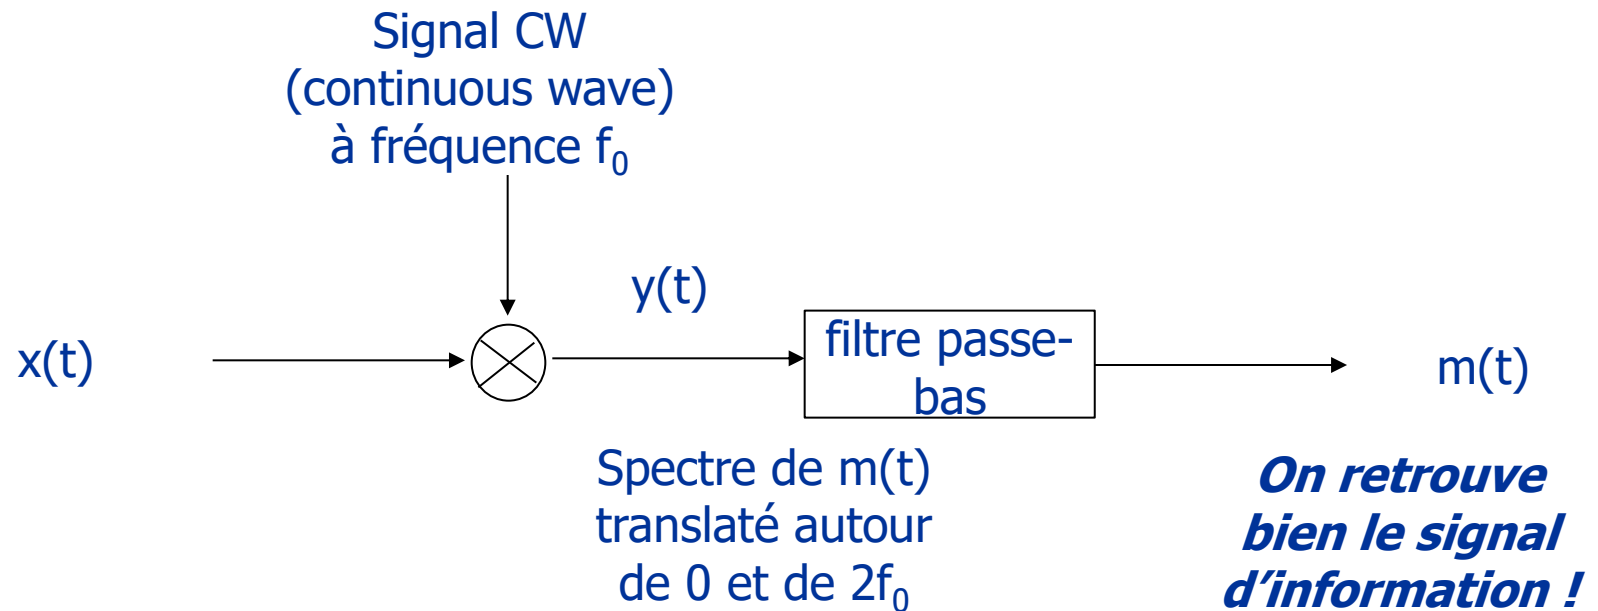 Signal CW
(continuous wave)
à fréquence f₀
y(t)
x(t)
filtre passe-
bas
m(t)
Spectre de m(t)
translaté autour
de 0 et de 2f₀
On retrouve
bien le signal
d’information !